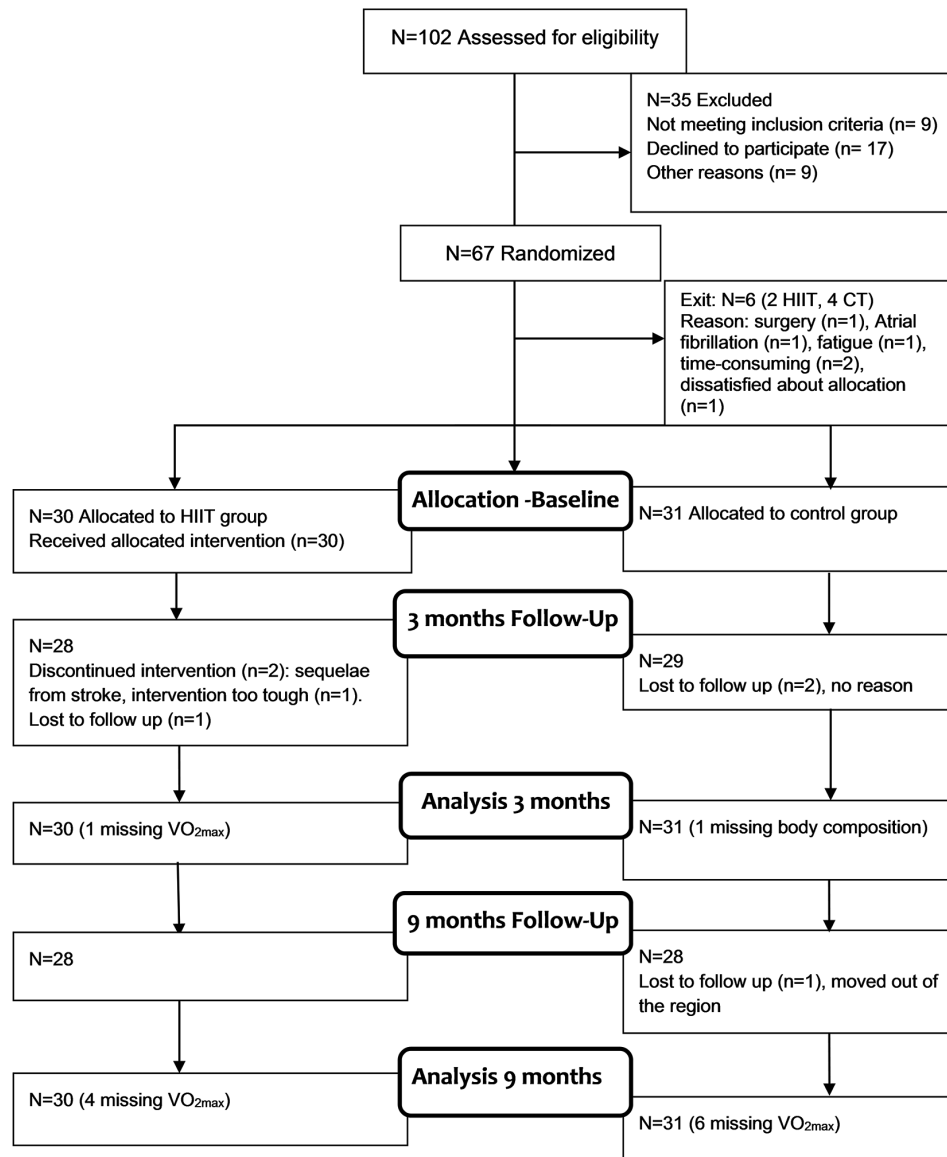 N=102 Assessed for eligibility
N=35 Excluded
Not meeting inclusion criteria (n= 9)
Declined to participate (n= 17)
Other reasons (n= 9)
N=67 Randomized
Exit: N=6 (2 HIIT, 4 CT)
Reason: surgery (n=1), Atrial
fibrillation (n=1), fatigue (n=1),
time-consuming (n=2),
dissatisfied about allocation
(n=1)
Allocation -Baseline
N=30 Allocated to HIIT group
Received allocated intervention (n=30)
N=31 Allocated to control group
3 months Follow-Up
N=28
Discontinued intervention (n=2): sequelae
from stroke, intervention too tough (n=1).
Lost to follow up (n=1)
N=29
Lost to follow up (n=2), no reason
Analysis 3 months
N=30 (1 missing VO2max)
N=31 (1 missing body composition)
9 months Follow-Up
N=28
N=28
Lost to follow up (n=1), moved out of
the region
Analysis 9 months
N=30 (4 missing VO2max)
N=31 (6 missing VO2max)